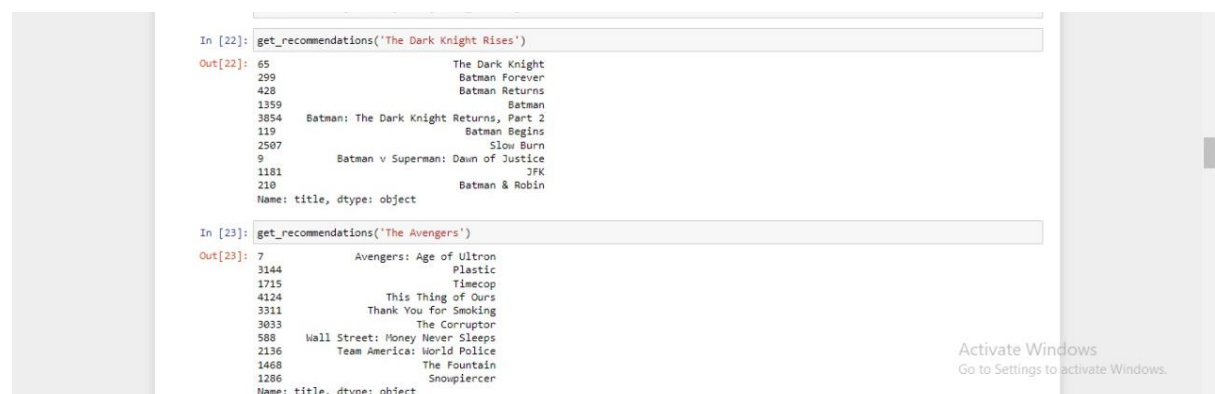 In [22]: get_recommendations('The Dark Knight Rises')
Out[22]: 65 The Dark Knight
299 Batman Forever
428 Batman Returns
1359 Batman
3854 Batman: The Dark Knight Returns, Part 2
119 Batman Begins
2507 Slow Burn
9 Batman v Superman: Dawn of Justice
1181 JFK
210 Batman & Robin
Name: title, dtype: object
In [23]: get_recommendations('The Avengers')
Out[23]: 7 Avengers: Age of Ultron
3144 Plastic
1715 Timecop
4124 This Thing of Ours
3311 Thank You for Smoking
3033 The Corruptor
588 Wall Street: Money Never Sleeps
2136 Team America: World Police
1468 The Fountain
1286 Snowpiercer
Name: title, dtype: object
Activate Windows
Go to Settings to activate Windows.